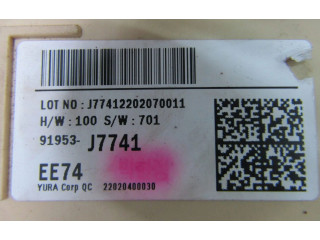 LOT NO : J77412202070011
H/W : 100 S/W : 701
91953- J7741
EE74
YURA Corp QC 22020400030